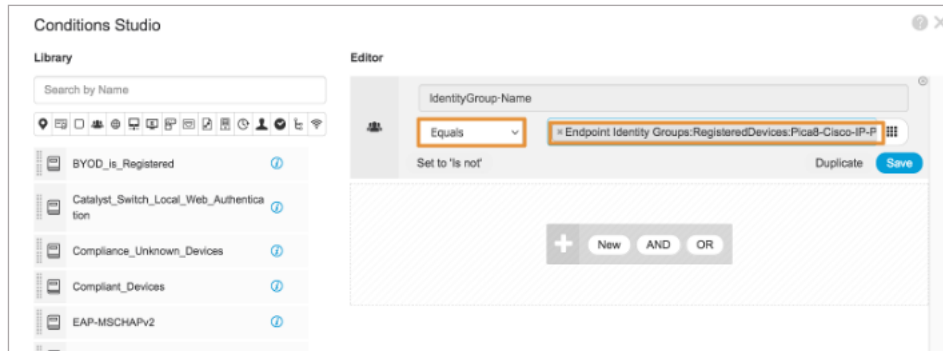 Conditions Studio
Library
Editor
Search by Name
IdentityGroup-Name
Equals
× Endpoint Identity Groups:RegisteredDevices:Pica8-Cisco-IP-P
Set to 'Is not'
Duplicate
Save
BYOD_is_Registered
Catalyst_Switch_Local_Web_Authentica
tion
New
AND
OR
Compliance_Unknown_Devices
Compliant_Devices
EAP-MSCHAPv2